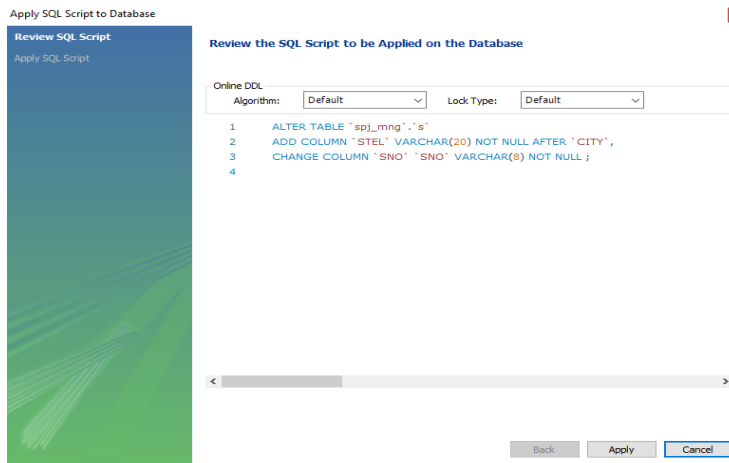 Apply SQL Script to Database
Review SQL Script
Apply SQL Script
Review the SQL Script to be Applied on the Database
Online DDL
Algorithm: Default Lock Type: Default
1 ALTER TABLE `spj_mng`.`s`
2 ADD COLUMN `STEL` VARCHAR(20) NOT NULL AFTER `CITY`,
3 CHANGE COLUMN `SNO` `SNO` VARCHAR(8) NOT NULL ;
4
Back Apply Cancel